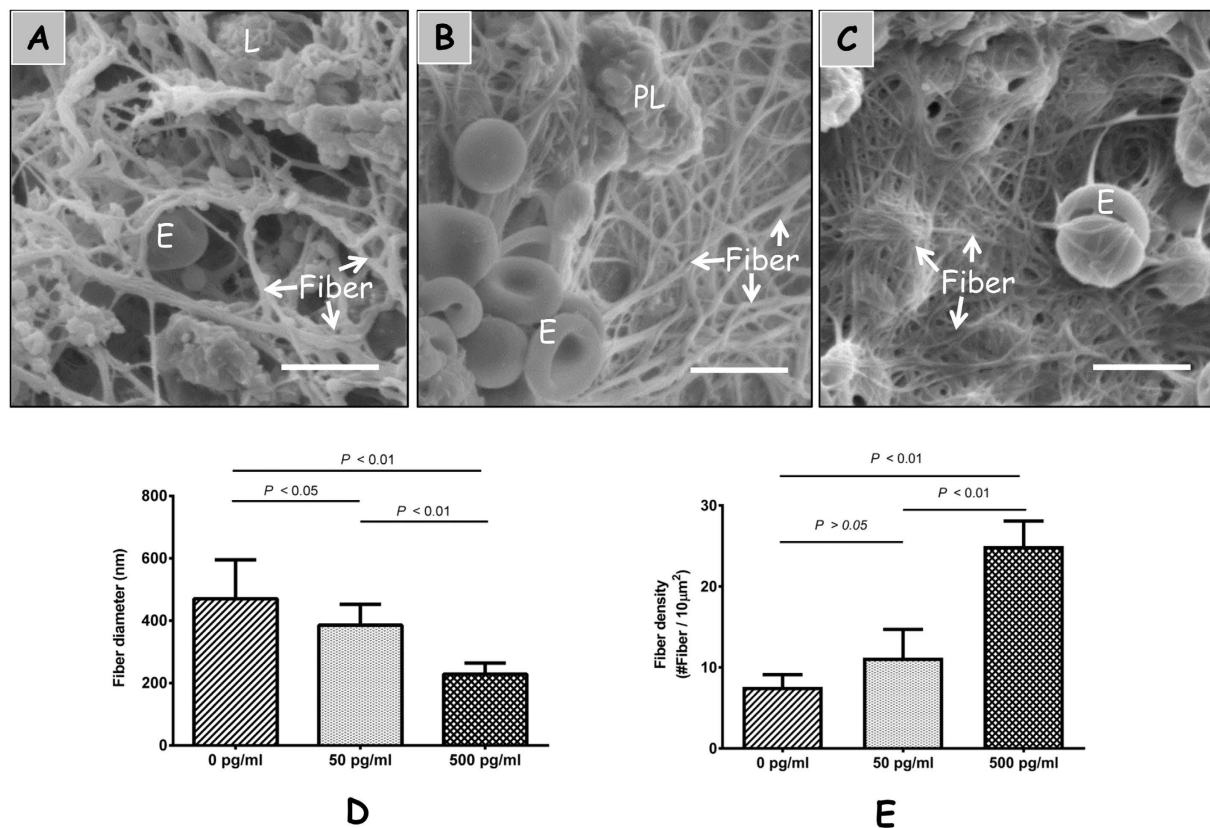 A
L
E
Fiber
B
PL
Fiber
E
C
E
Fiber
P < 0.01
P < 0.05
P < 0.01
800
600
400
200
0
Fiber diameter (nm)
0 pg/ml 50 pg/ml 500 pg/ml
D
P < 0.01
P < 0.01
P > 0.05
30
20
10
0
Fiber density
(#Fiber / 10µm²)
0 pg/ml 50 pg/ml 500 pg/ml
E